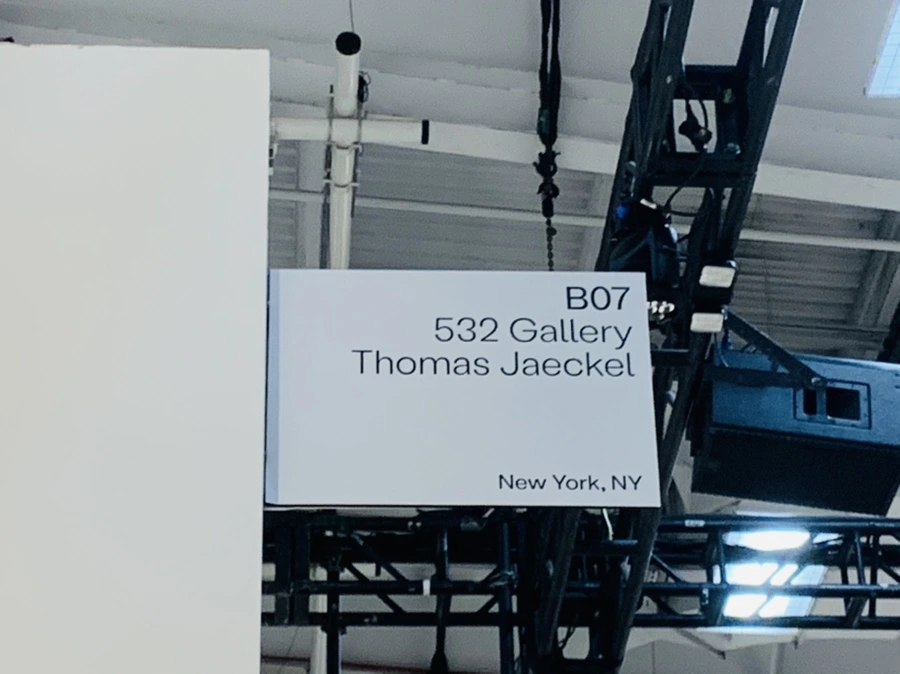 B07
532 Gallery
Thomas Jaeckel
New York, NY